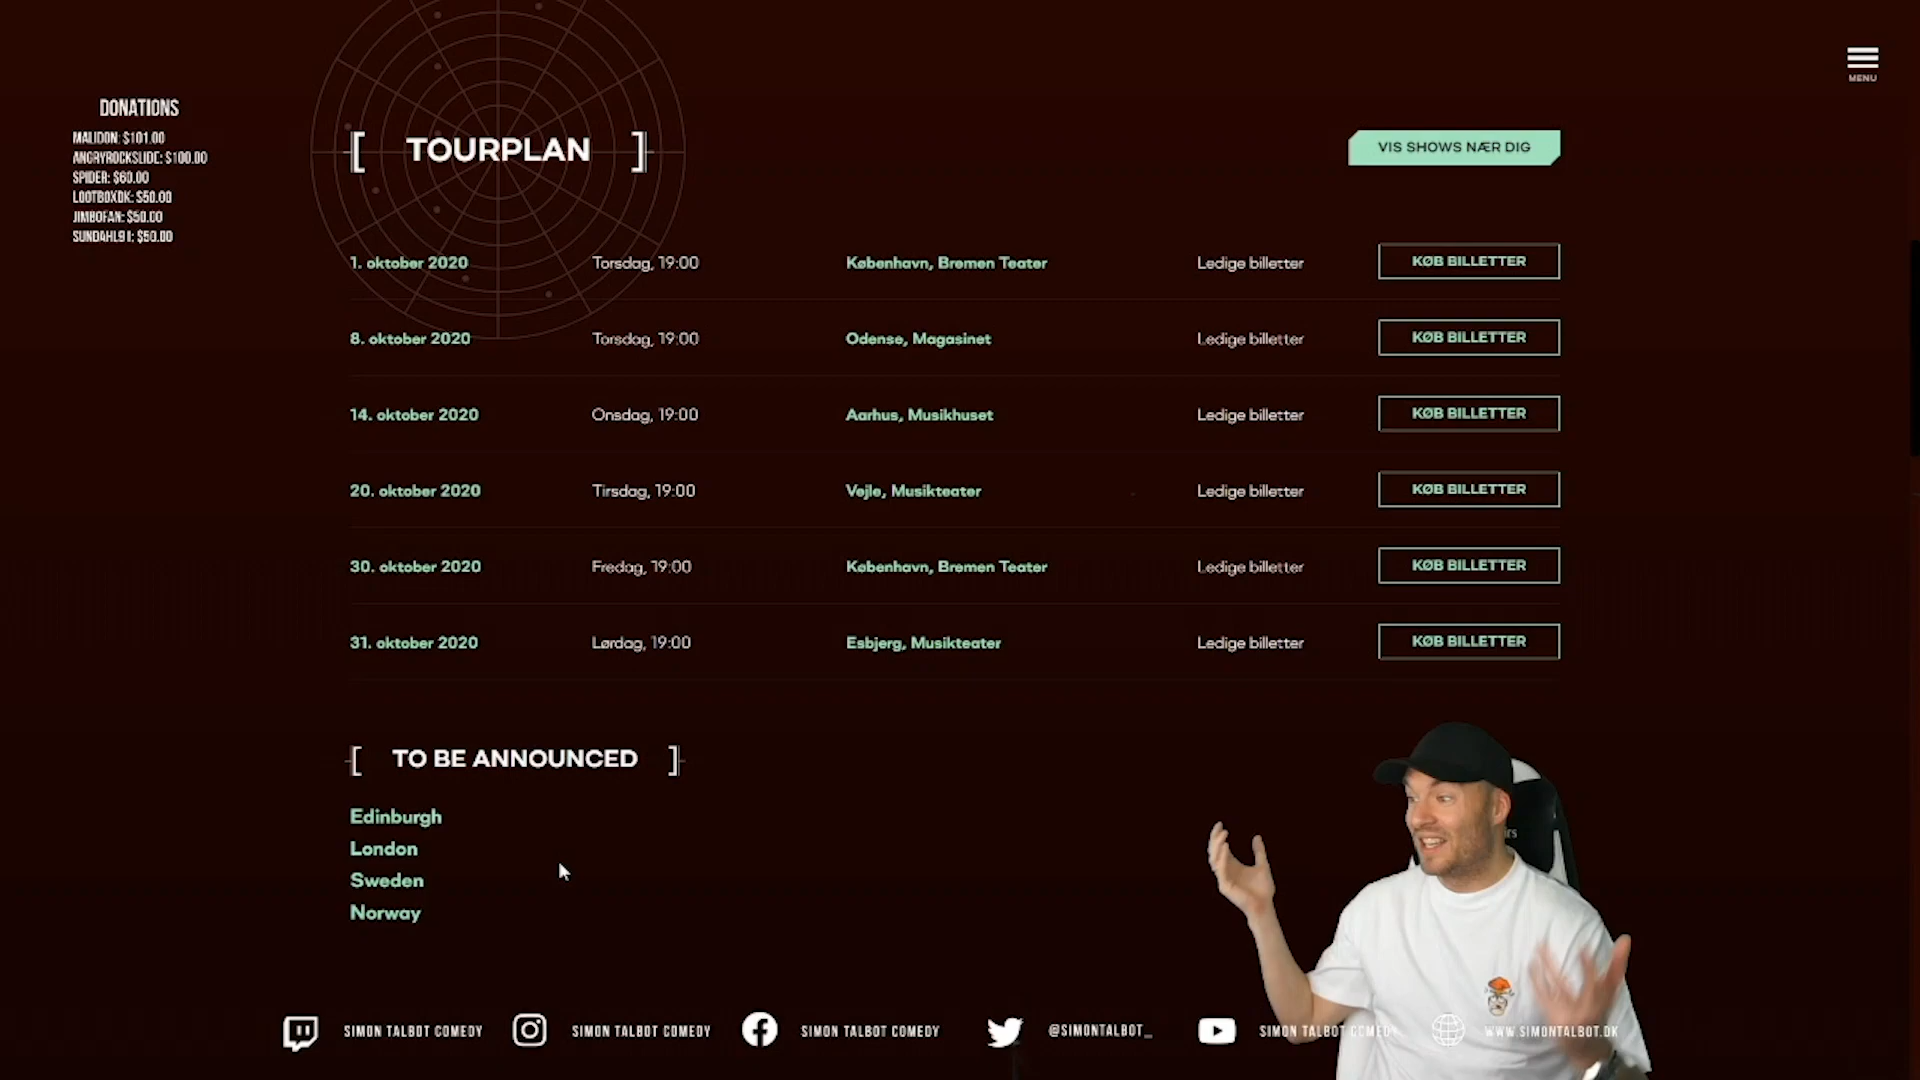 MENU
DONATIONS
MALIDON: $101.00
ANGRYROCKSLIDE: $100.00
SPIDER: $60.00
LOOTBOXDK: $50.00
JIMBOFAN: $50.00
SUNDAHL91: $50.00
[ TOURPLAN ]
VIS SHOWS NÆR DIG
1. oktober 2020 Torsdag, 19:00 København, Bremen Teater Ledige billetter KØB BILLETTER
8. oktober 2020 Torsdag, 19:00 Odense, Magasinet Ledige billetter KØB BILLETTER
14. oktober 2020 Onsdag, 19:00 Aarhus, Musikhuset Ledige billetter KØB BILLETTER
20. oktober 2020 Tirsdag, 19:00 Vejle, Musikteater Ledige billetter KØB BILLETTER
30. oktober 2020 Fredag, 19:00 København, Bremen Teater Ledige billetter KØB BILLETTER
31. oktober 2020 Lørdag, 19:00 Esbjerg, Musikteater Ledige billetter KØB BILLETTER
[ TO BE ANNOUNCED ]
Edinburgh
London
Sweden
Norway
SIMON TALBOT COMEDY SIMON TALBOT COMEDY SIMON TALBOT COMEDY @SIMONTALBOT_ SIMON TALBOT COMEDY WWW.SIMONTALBOT.DK